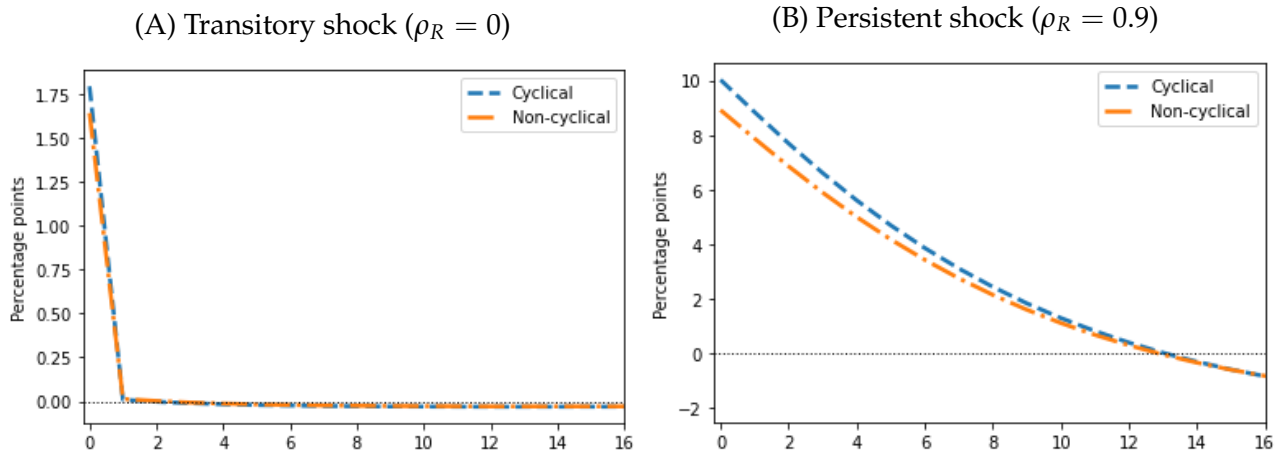 (A) Transitory shock (ρ_R = 0)
Percentage points
1.75
1.50
1.25
1.00
0.75
0.50
0.25
0.00
Cyclical
Non-cyclical
0 2 4 6 8 10 12 14 16
(B) Persistent shock (ρ_R = 0.9)
Percentage points
10
8
6
4
2
0
−2
Cyclical
Non-cyclical
0 2 4 6 8 10 12 14 16